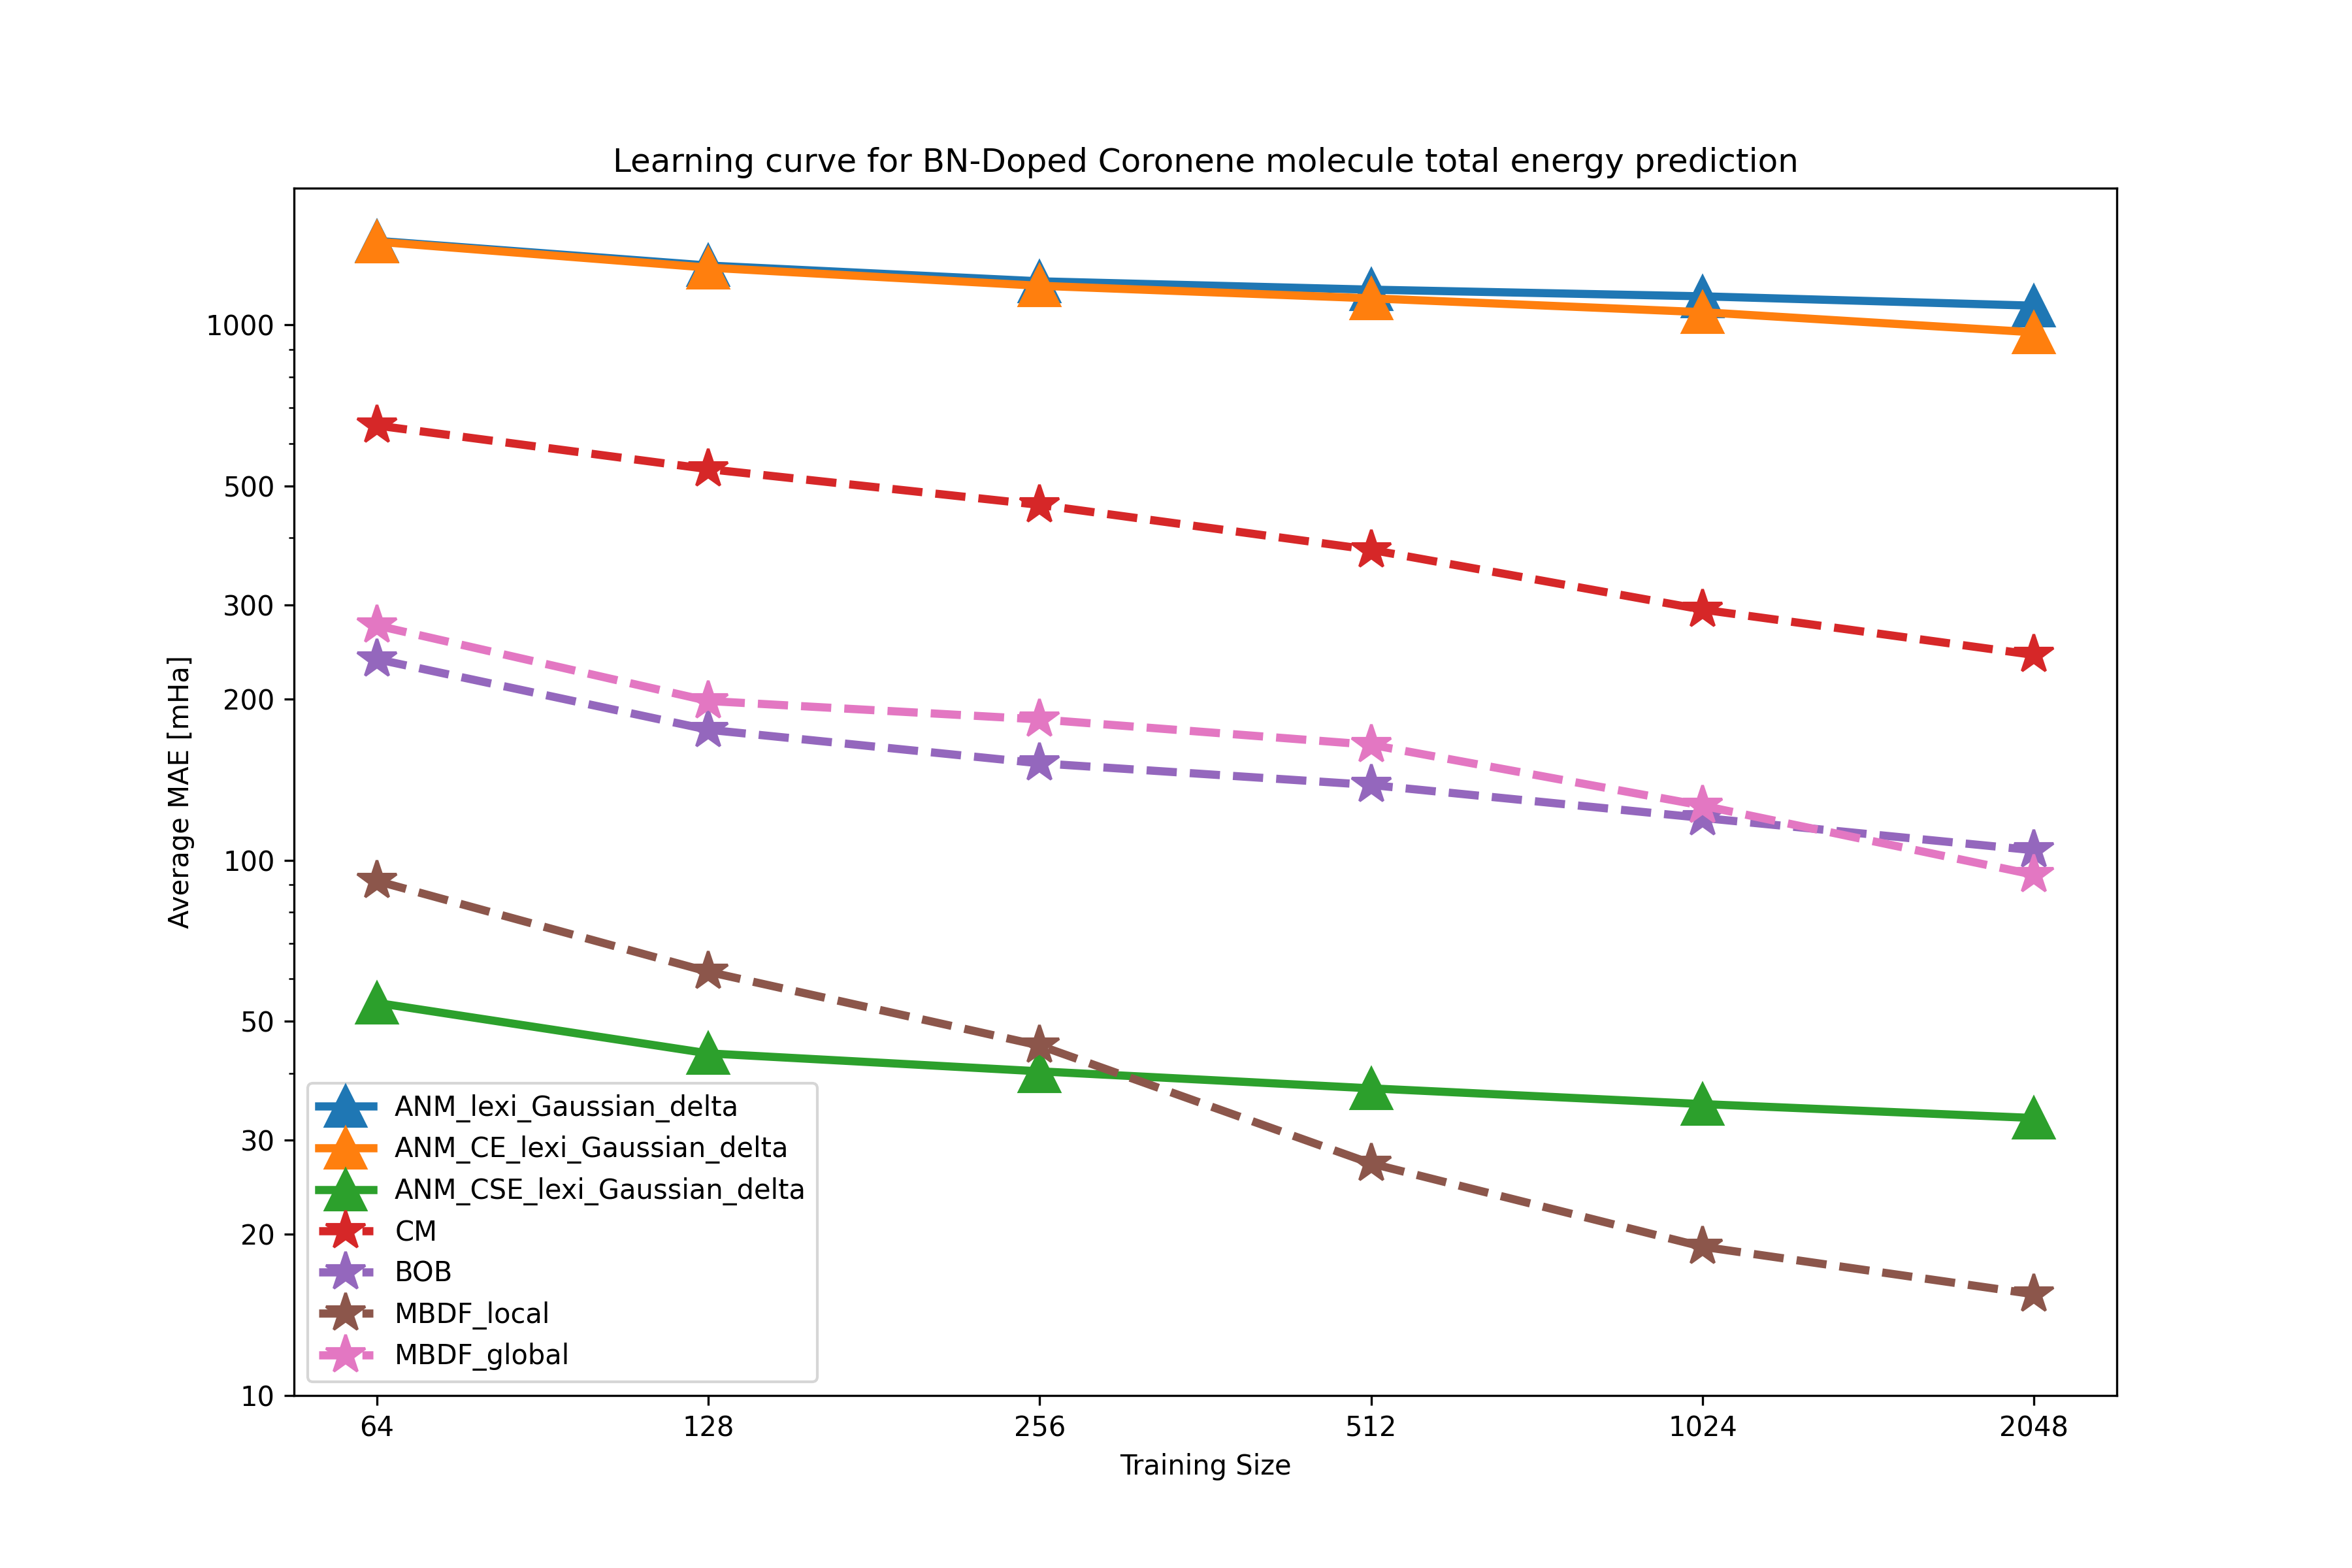 Learning curve for BN-Doped Coronene molecule total energy prediction
Average MAE [mHa]
1000
500
300
200
100
50
30
20
10
ANM_lexi_Gaussian_delta
ANM_CE_lexi_Gaussian_delta
ANM_CSE_lexi_Gaussian_delta
CM
BOB
MBDF_local
MBDF_global
64 128 256 512 1024 2048
Training Size